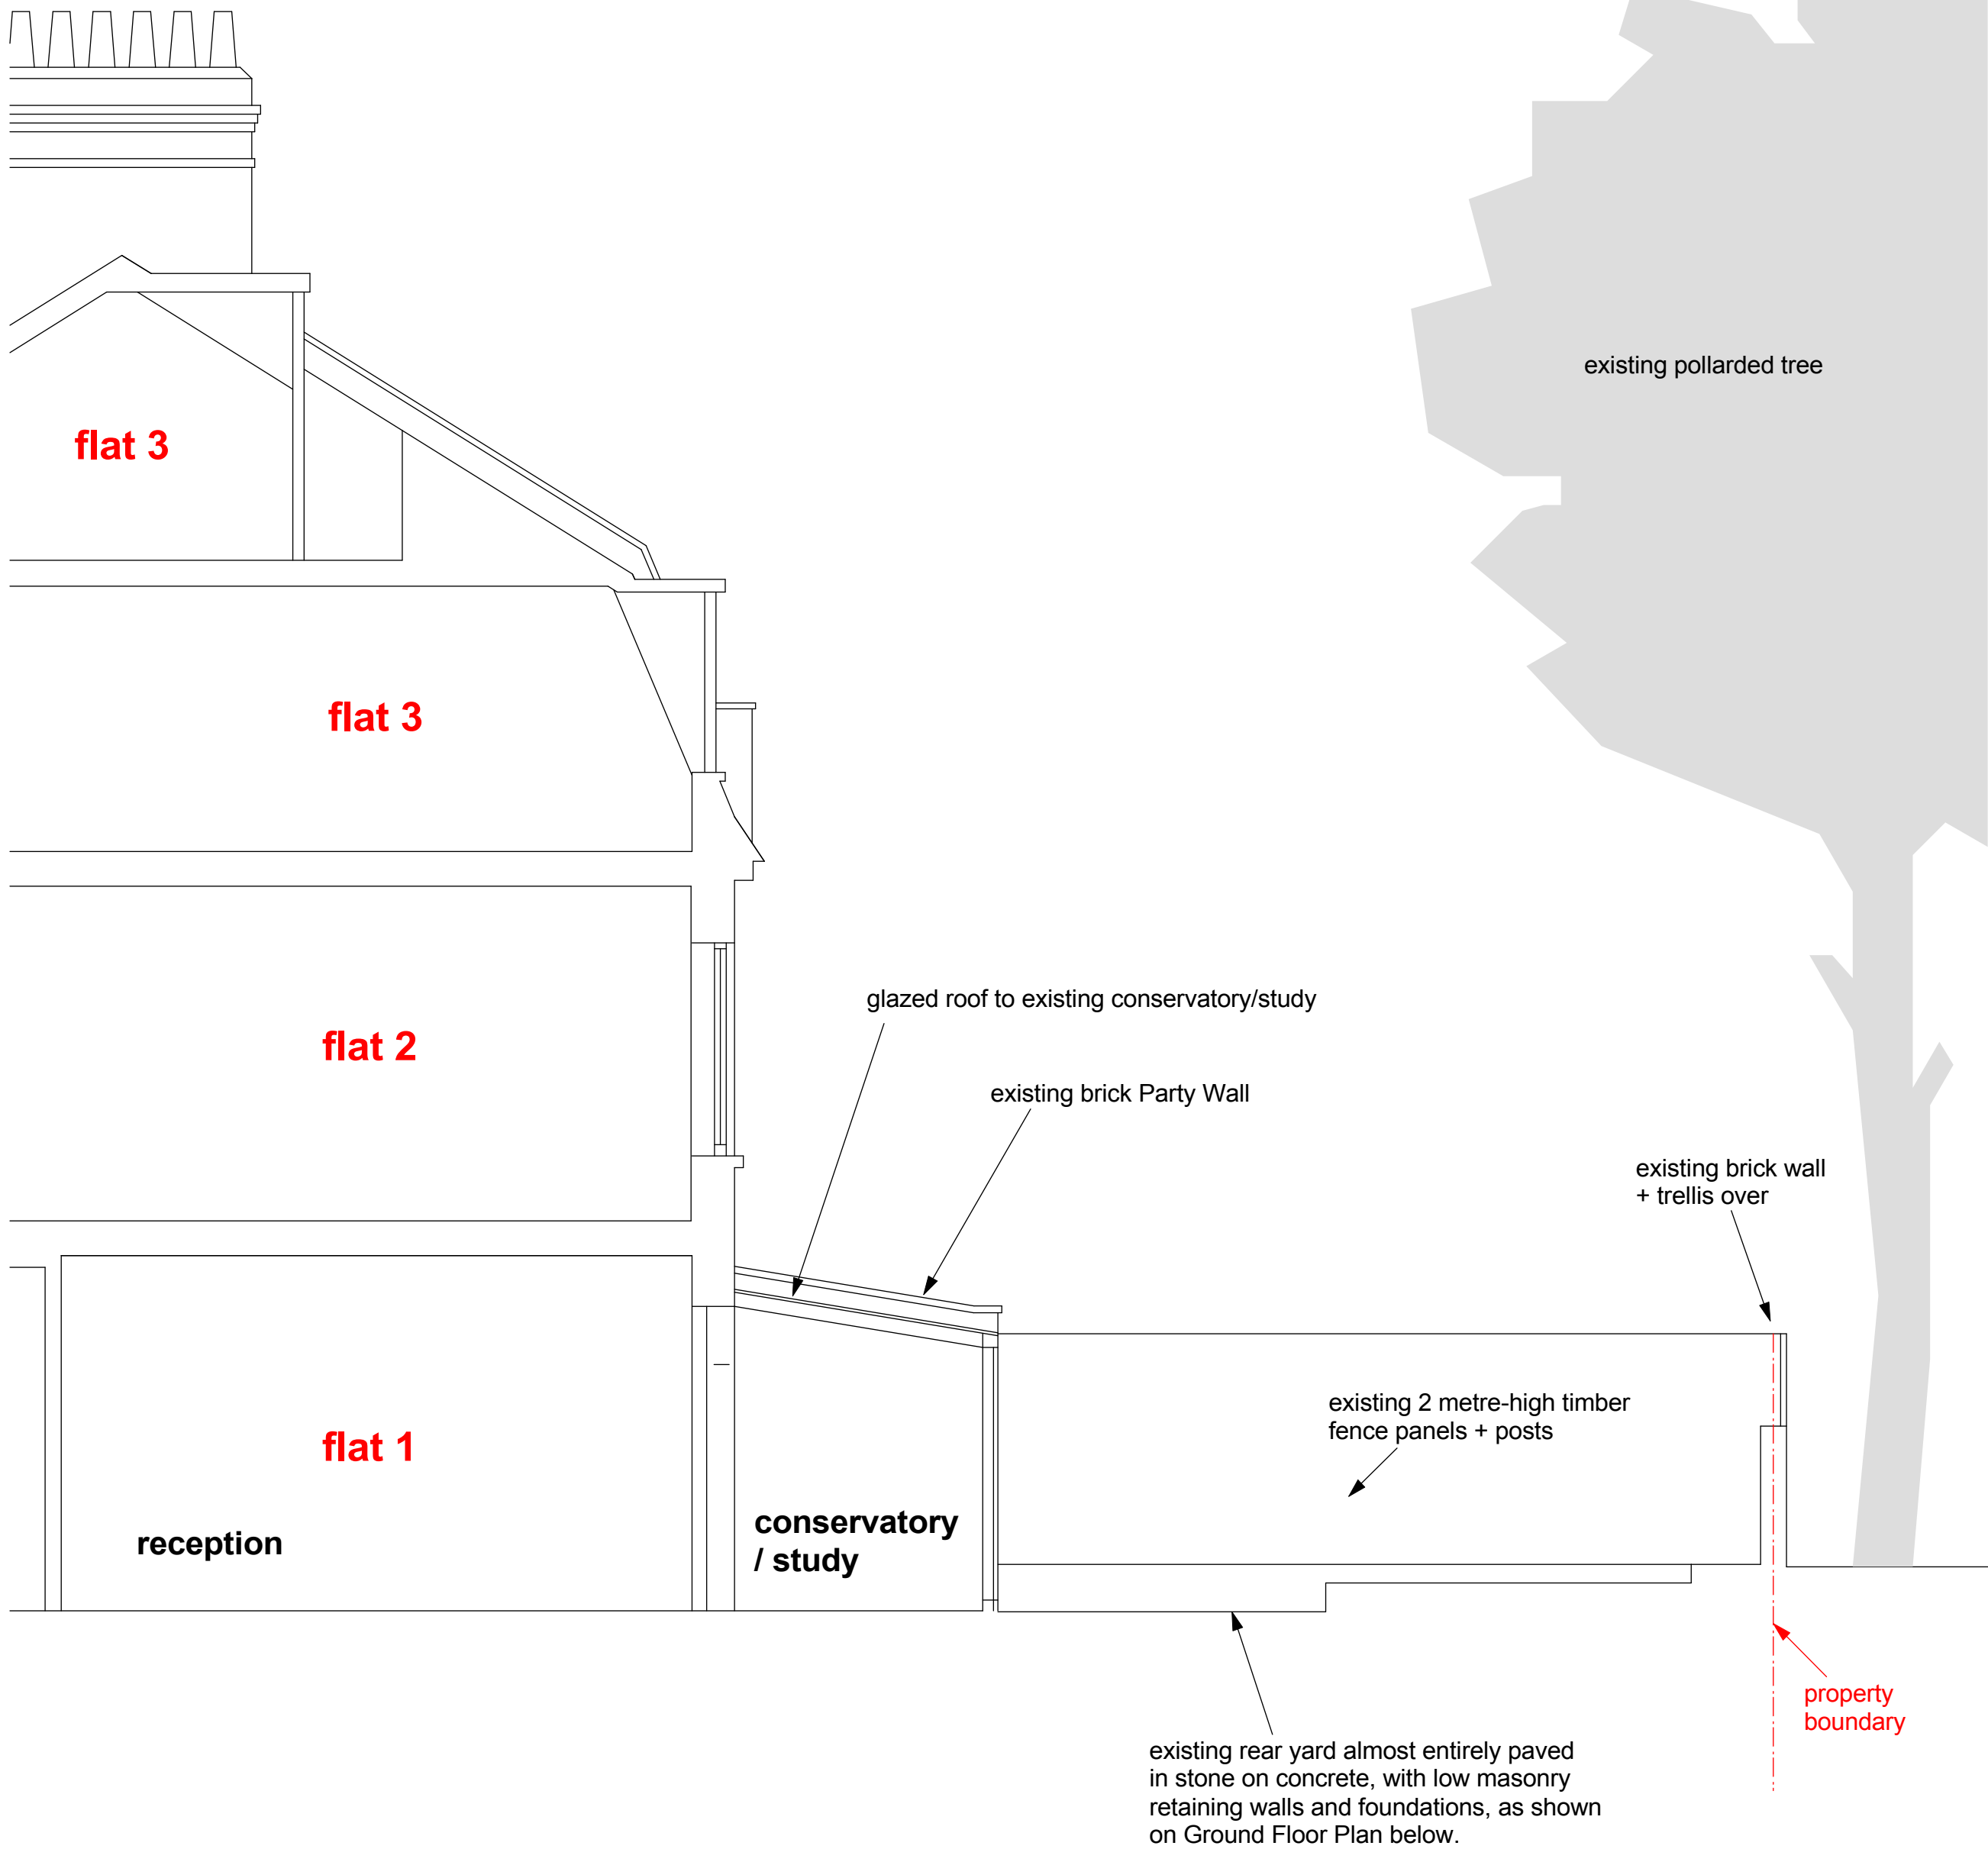 existing pollarded tree
flat 3
flat 3
flat 2
glazed roof to existing conservatory/study
existing brick Party Wall
existing brick wall
+ trellis over
existing 2 metre-high timber
fence panels + posts
flat 1
reception
conservatory
/ study
property
boundary
existing rear yard almost entirely paved
in stone on concrete, with low masonry
retaining walls and foundations, as shown
on Ground Floor Plan below.